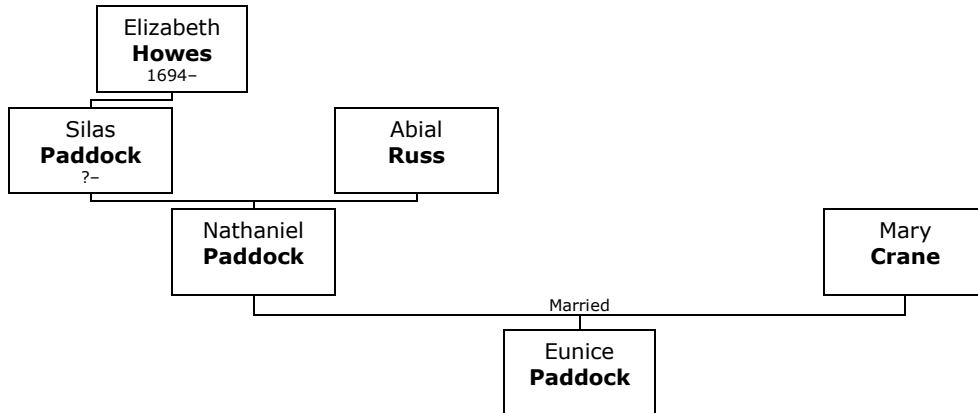 Elizabeth
Howes
1694–
Silas
Paddock
?–
Abial
Russ
Nathaniel
Paddock
Mary
Crane
Married
Eunice
Paddock